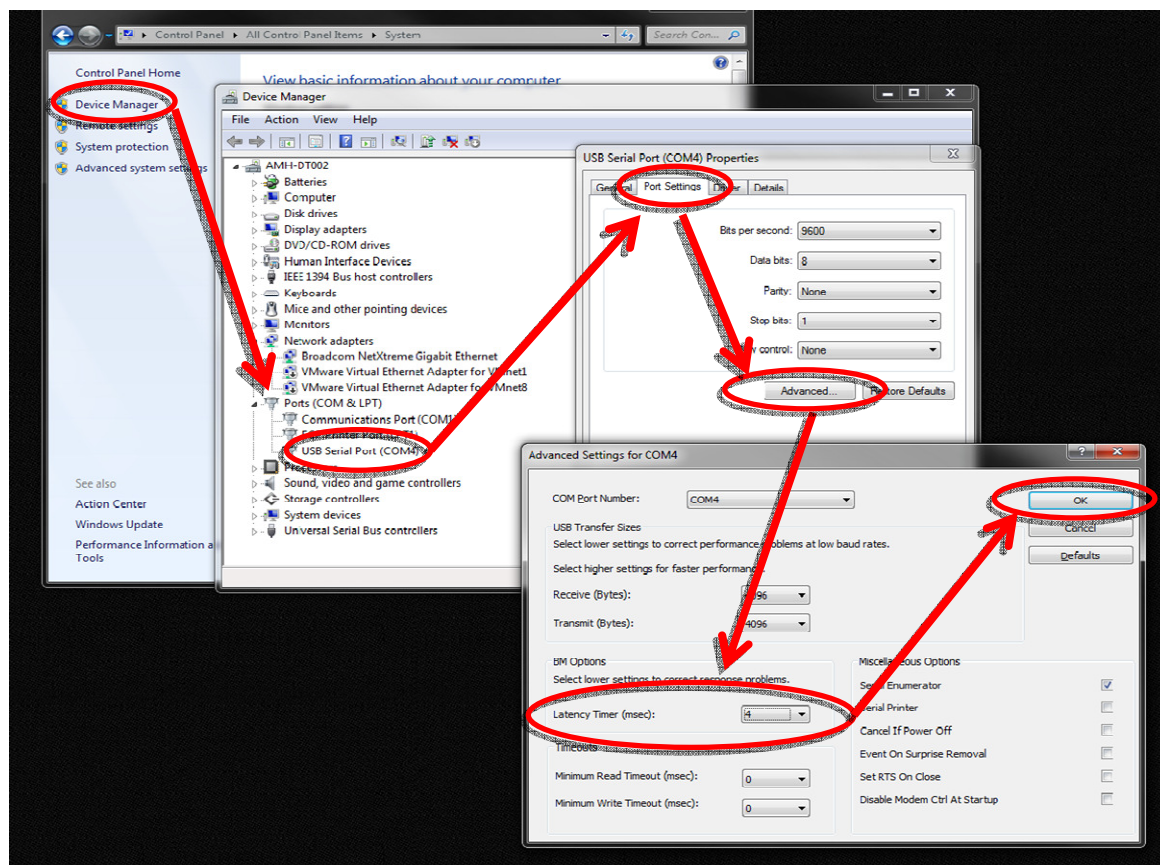 Control Panel ▸ All Control Panel Items ▸ System
Search Con...
Control Panel Home
Device Manager
Remote settings
System protection
Advanced system settings
See also
Action Center
Windows Update
Performance Information a
Tools
View basic information about your computer
Device Manager
File Action View Help
AMH-DT002
Batteries
Computer
Disk drives
Display adapters
DVD/CD-ROM drives
Human Interface Devices
IEEE 1394 Bus host controllers
Keyboards
Mice and other pointing devices
Monitors
Network adapters
Broadcom NetXtreme Gigabit Ethernet
VMware Virtual Ethernet Adapter for VMnet1
VMware Virtual Ethernet Adapter for VMnet8
Ports (COM & LPT)
Communications Port (COM1)
Printer Port (LPT1)
USB Serial Port (COM4)
Sound, video and game controllers
Storage controllers
System devices
Universal Serial Bus controllers
USB Serial Port (COM4) Properties
General Port Settings Driver Details
Bits per second: 9600
Data bits: 8
Parity: None
Stop bits: 1
control: None
Advanced... Restore Defaults
Advanced Settings for COM4
COM Port Number: COM4
OK
Cancel
Defaults
USB Transfer Sizes
Select lower settings to correct performance problems at low baud rates.
Select higher settings for faster performance.
Receive (Bytes): 4096
Transmit (Bytes): 4096
BM Options
Select lower settings to correct response problems.
Latency Timer (msec): 4
Timeouts
Minimum Read Timeout (msec): 0
Minimum Write Timeout (msec): 0
Miscellaneous Options
Serial Enumerator
Serial Printer
Cancel If Power Off
Event On Surprise Removal
Set RTS On Close
Disable Modem Ctrl At Startup